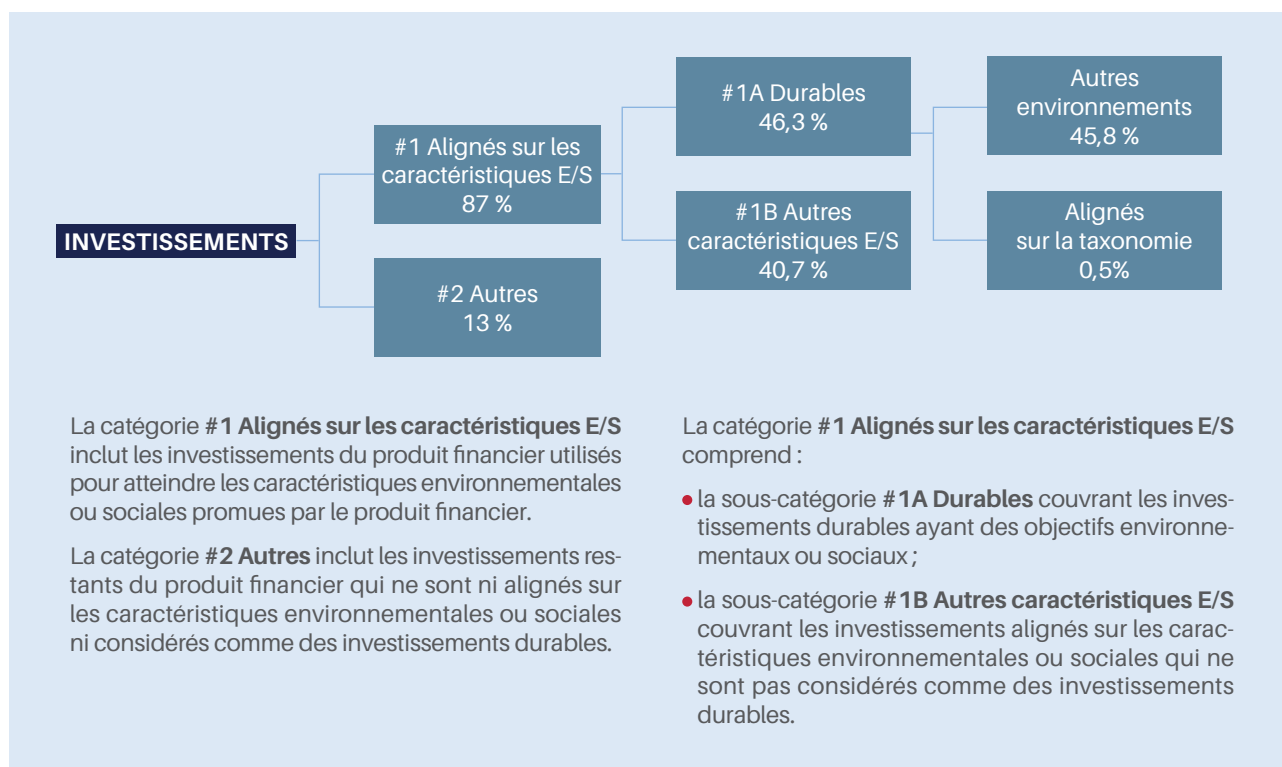 INVESTISSEMENTS
#1 Alignés sur les
caractéristiques E/S
87 %
#2 Autres
13 %
#1A Durables
46,3 %
#1B Autres
caractéristiques E/S
40,7 %
Autres
environnements
45,8 %
Alignés
sur la taxonomie
0,5%
La catégorie #1 Alignés sur les caractéristiques E/S
inclut les investissements du produit financier utilisés
pour atteindre les caractéristiques environnementales
ou sociales promues par le produit financier.
La catégorie #2 Autres inclut les investissements res-
tants du produit financier qui ne sont ni alignés sur
les caractéristiques environnementales ou sociales
ni considérés comme des investissements durables.
La catégorie #1 Alignés sur les caractéristiques E/S
comprend :
• la sous-catégorie #1A Durables couvrant les inves-
tissements durables ayant des objectifs environne-
mentaux ou sociaux ;
• la sous-catégorie #1B Autres caractéristiques E/S
couvrant les investissements alignés sur les carac-
téristiques environnementales ou sociales qui ne
sont pas considérés comme des investissements
durables.